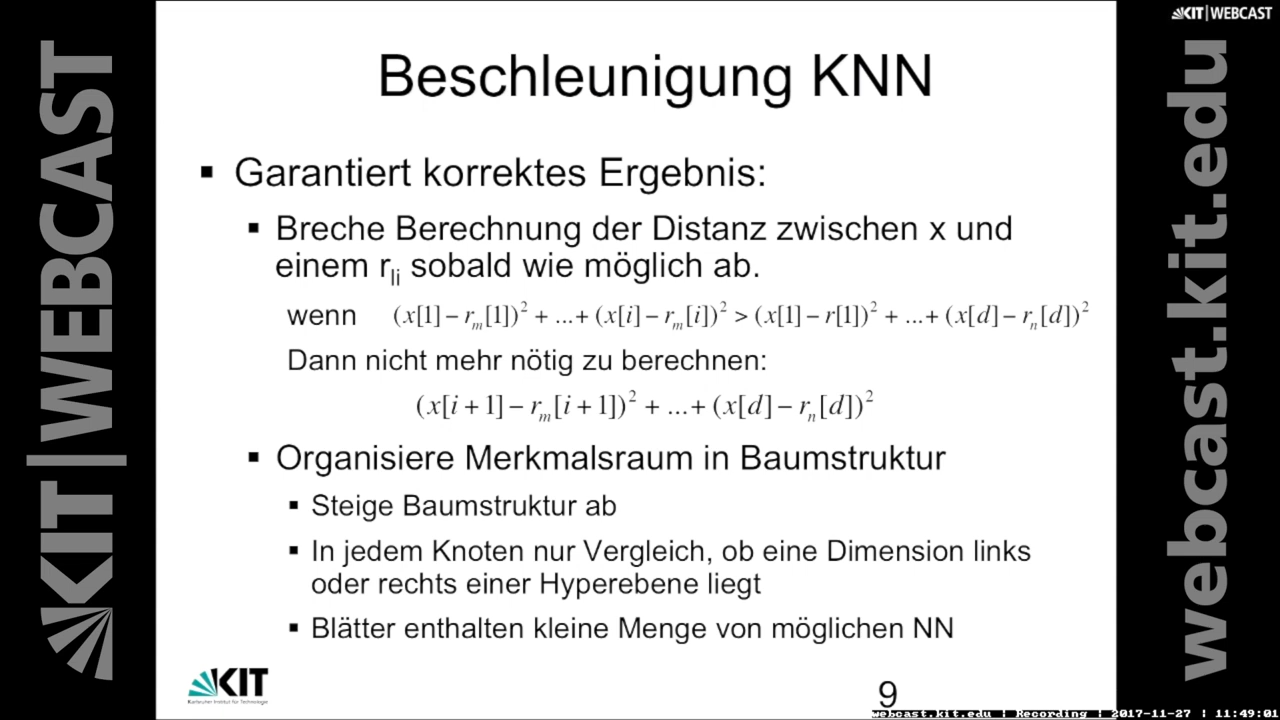 KIT | WEBCAST
KIT|WEBCAST
webcast.kit.edu
Beschleunigung KNN
▪ Garantiert korrektes Ergebnis:
▪ Breche Berechnung der Distanz zwischen x und
einem r_li sobald wie möglich ab.
wenn (x[1] − r_m[1])² + ...+ (x[i] − r_m[i])² > (x[1] − r[1])² + ...+ (x[d] − r_n[d])²
Dann nicht mehr nötig zu berechnen:
(x[i + 1] − r_m[i + 1])² + ...+ (x[d] − r_n[d])²
▪ Organisiere Merkmalsraum in Baumstruktur
▪ Steige Baumstruktur ab
▪ In jedem Knoten nur Vergleich, ob eine Dimension links
oder rechts einer Hyperebene liegt
▪ Blätter enthalten kleine Menge von möglichen NN
KIT
Karlsruher Institut für Technologie
9
webcast.kit.edu | Recording | 2017-11-27 | 11:49:01